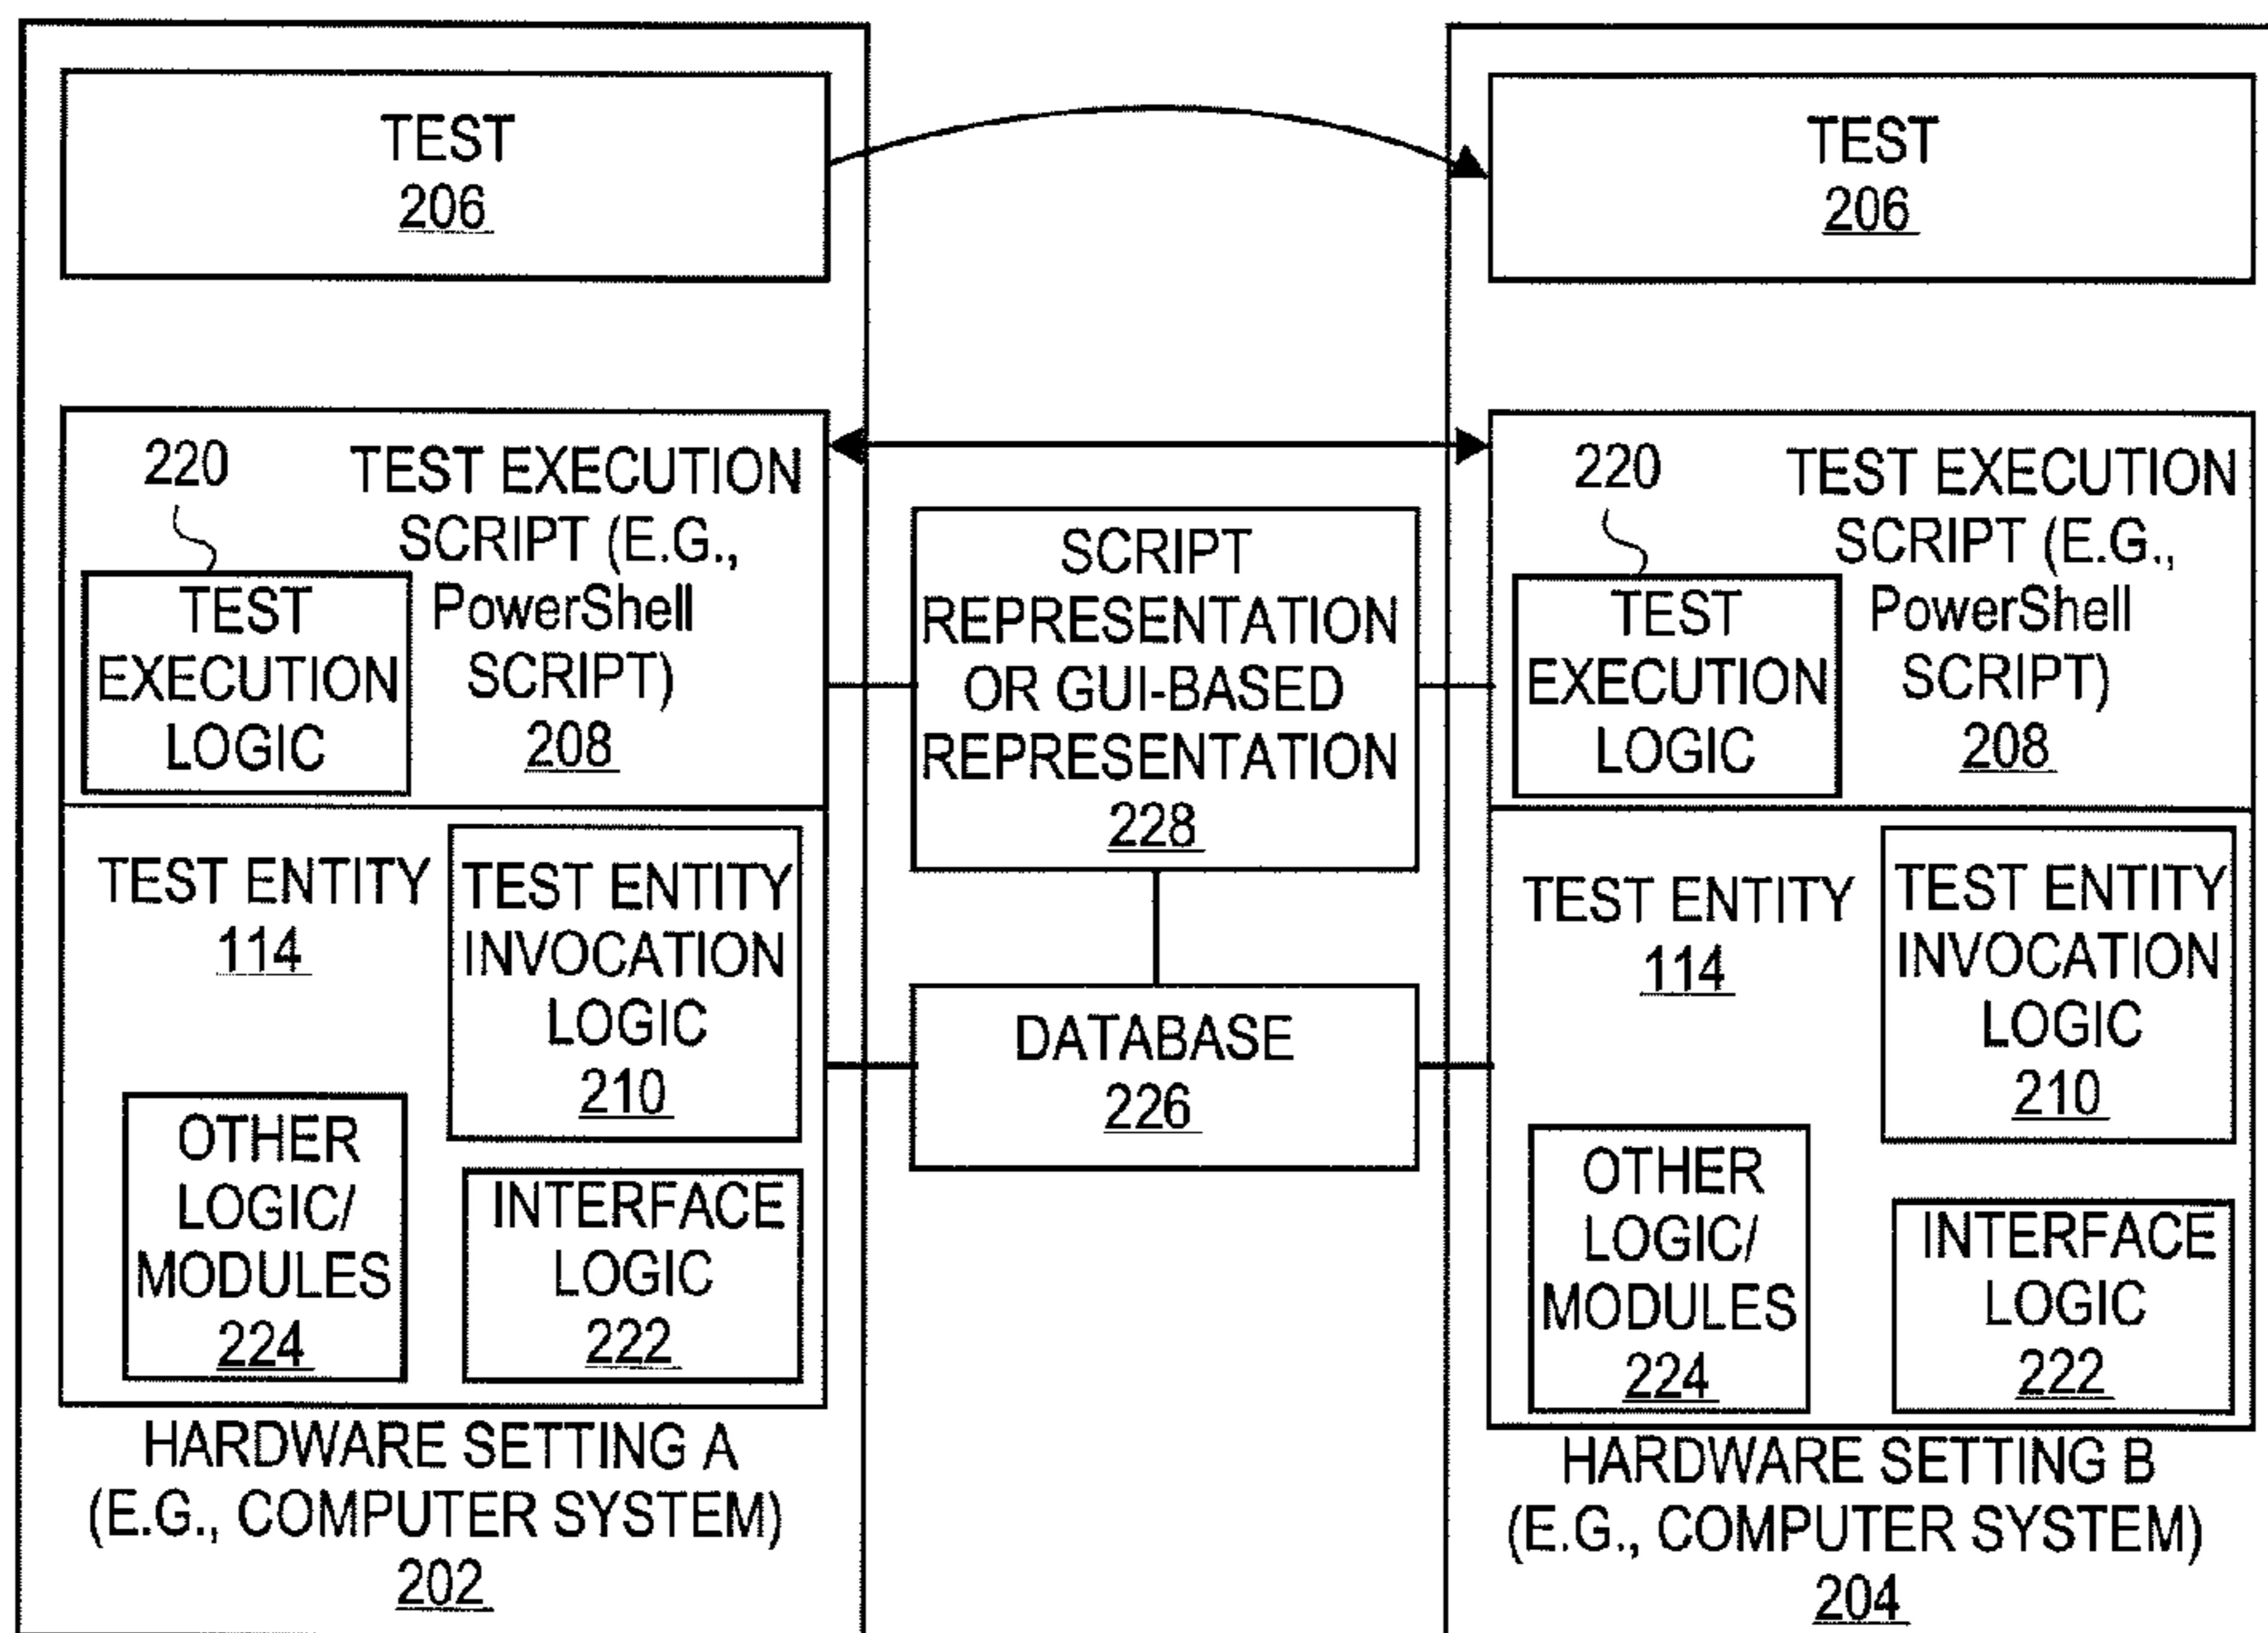 TEST
206
220
TEST EXECUTION
SCRIPT (E.G.,
PowerShell
SCRIPT)
208
TEST
EXECUTION
LOGIC
TEST ENTITY
114
TEST ENTITY
INVOCATION
LOGIC
210
OTHER
LOGIC/
MODULES
224
INTERFACE
LOGIC
222
HARDWARE SETTING A
(E.G., COMPUTER SYSTEM)
202
SCRIPT
REPRESENTATION
OR GUI-BASED
REPRESENTATION
228
DATABASE
226
TEST
206
220
TEST EXECUTION
SCRIPT (E.G.,
PowerShell
SCRIPT)
208
TEST
EXECUTION
LOGIC
TEST ENTITY
114
TEST ENTITY
INVOCATION
LOGIC
210
OTHER
LOGIC/
MODULES
224
INTERFACE
LOGIC
222
HARDWARE SETTING B
(E.G., COMPUTER SYSTEM)
204